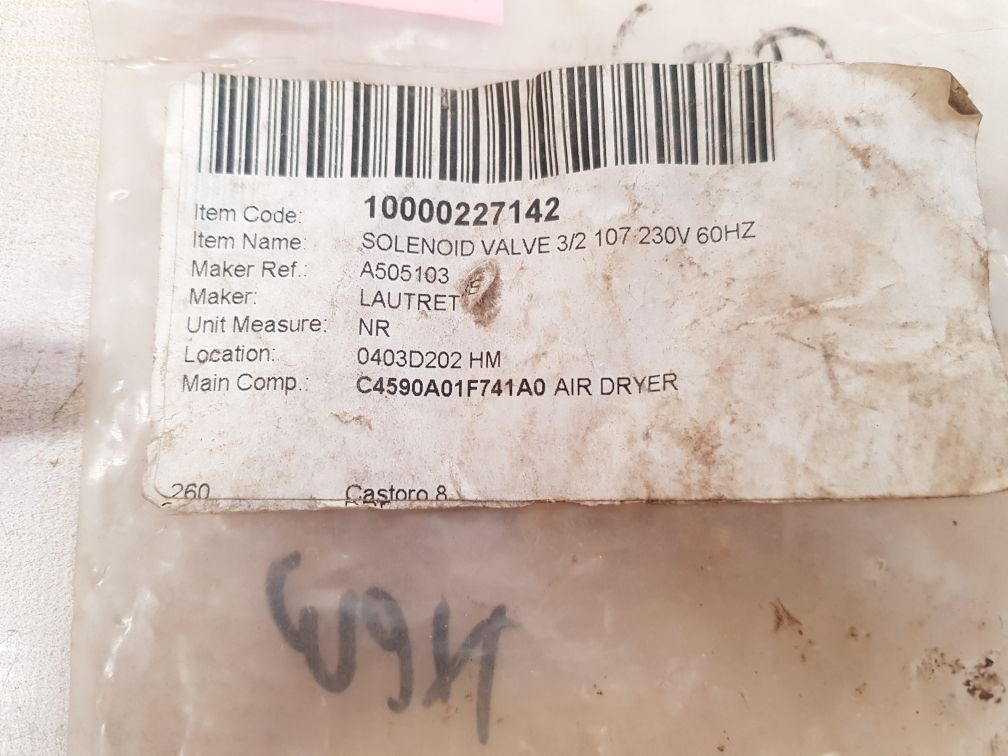 Item Code: 10000227142
Item Name: SOLENOID VALVE 3/2 107 230V 60HZ
Maker Ref.: A505103
Maker: LAUTRET
Unit Measure: NR
Location: 0403D202 HM
Main Comp.: C4590A01F741A0 AIR DRYER
260 Castoro 8